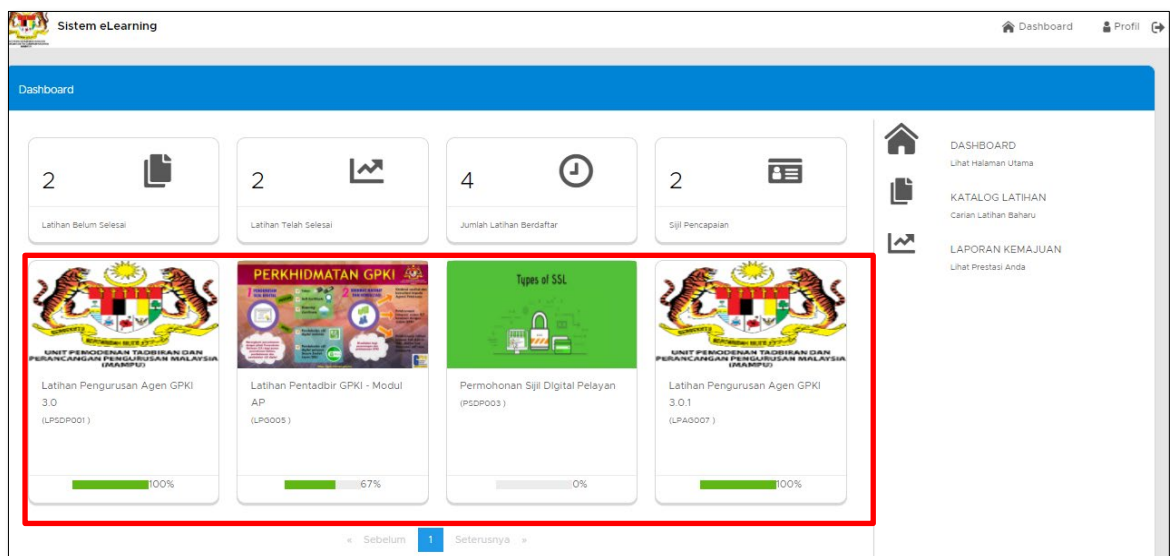 Sistem eLearning
Dashboard
Profil
Dashboard
2
Latihan Belum Selesai
2
Latihan Telah Selesai
4
Jumlah Latihan Berdaftar
2
Sijil Pencapaian
DASHBOARD
Lihat Halaman Utama
KATALOG LATIHAN
Carian Latihan Baharu
LAPORAN KEMAJUAN
Lihat Prestasi Anda
UNIT PEMODENAN TADBIRAN DAN
PERANCANGAN PENGURUSAN MALAYSIA
(MAMPU)
Latihan Pengurusan Agen GPKI
3.0
(LPSDP001 )
100%
PERKHIDMATAN GPKI
Latihan Pentadbir GPKI - Modul
AP
(LPG005 )
67%
Types of SSL
Permohonan Sijil DIgital Pelayan
(PSDP003 )
0%
UNIT PEMODENAN TADBIRAN DAN
PERANCANGAN PENGURUSAN MALAYSIA
(MAMPU)
Latihan Pengurusan Agen GPKI
3.0.1
(LPAG007 )
100%
« Sebelum 1 Seterusnya »